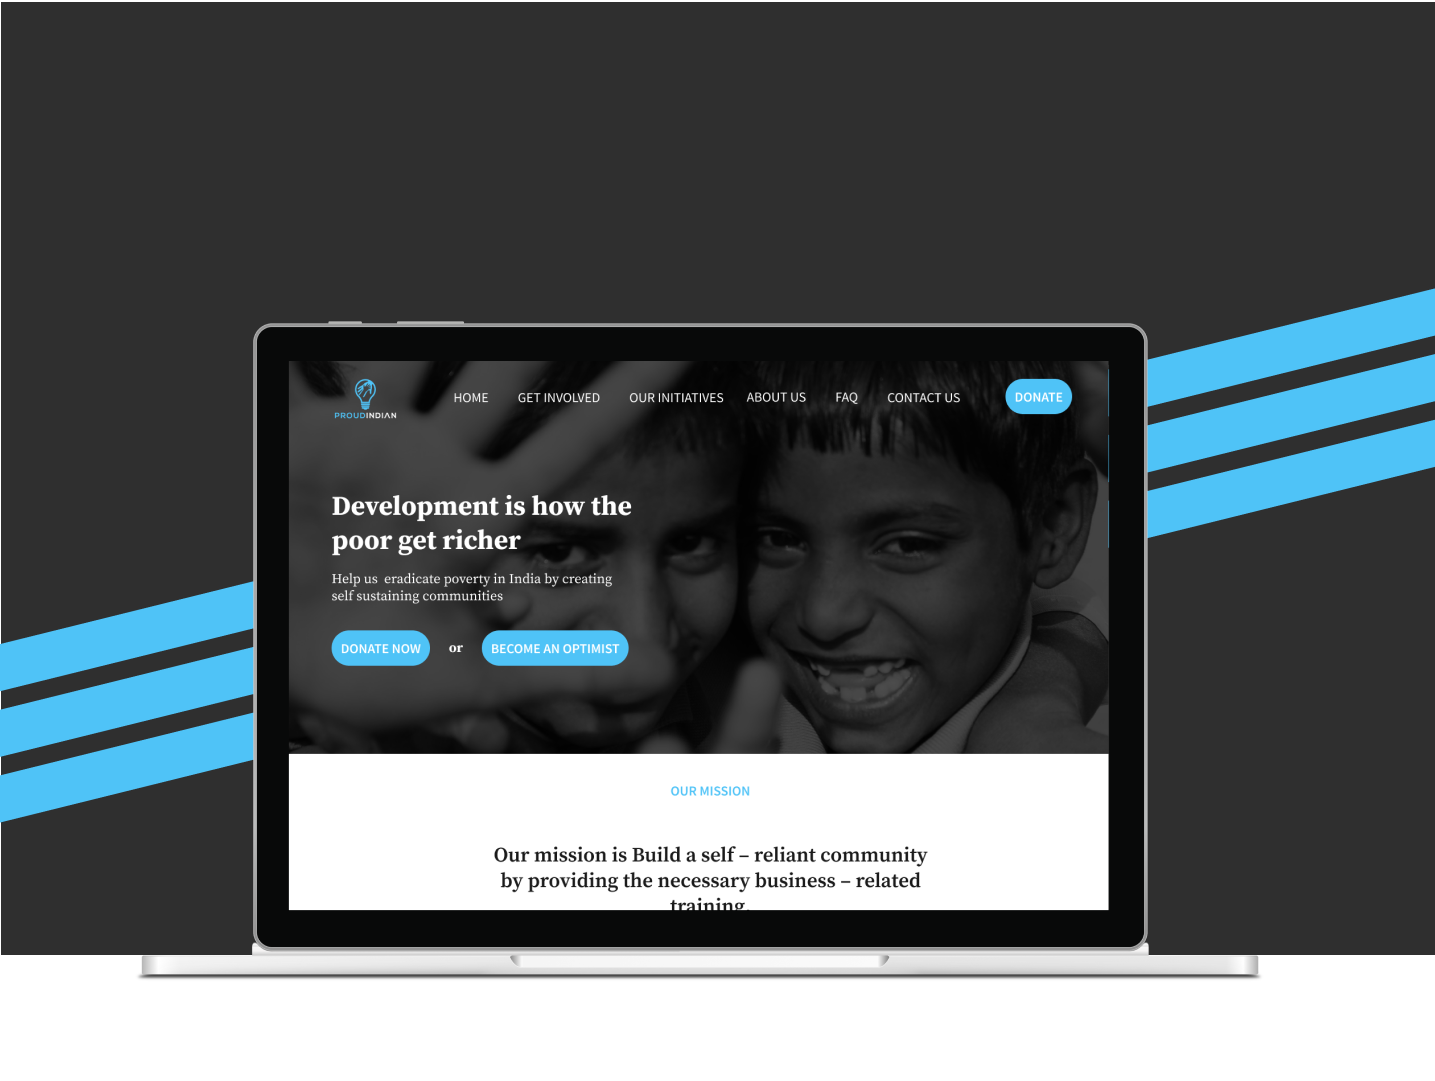 PROUDINDIAN
HOME GET INVOLVED OUR INITIATIVES ABOUT US FAQ CONTACT US DONATE
Development is how the
poor get richer
Help us eradicate poverty in India by creating
self sustaining communities
DONATE NOW or BECOME AN OPTIMIST
OUR MISSION
Our mission is Build a self – reliant community
by providing the necessary business – related
training.